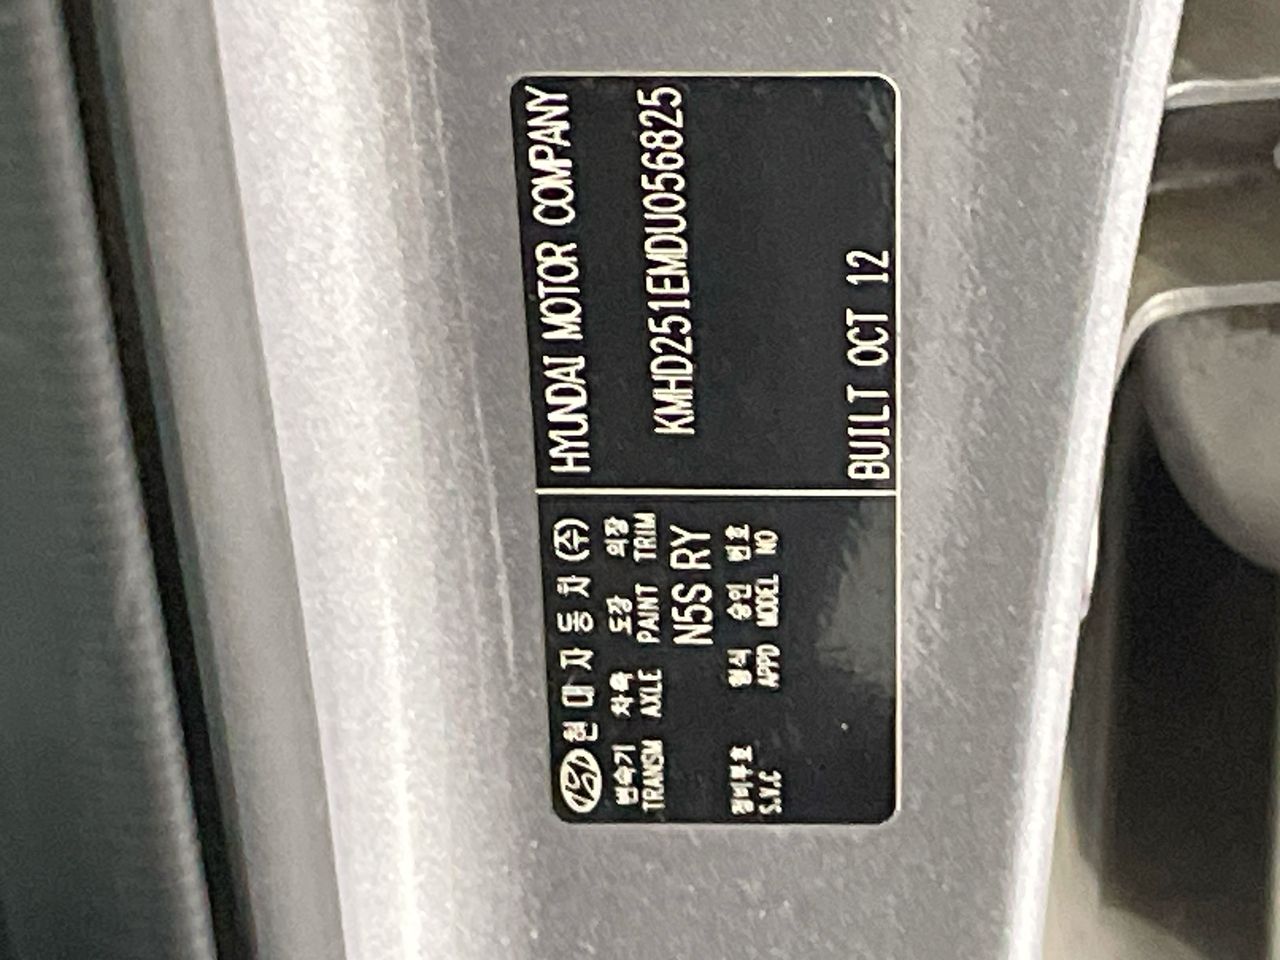 현대자동차(주)
변속기 차축 도장 의장
TRANSM AXLE PAINT TRIM
N5S RY
정비부호 형식 승인 번호
S.V.C APPD MODEL NO
HYUNDAI MOTOR COMPANY
KMHD251EMDU056825
BUILT OCT 12